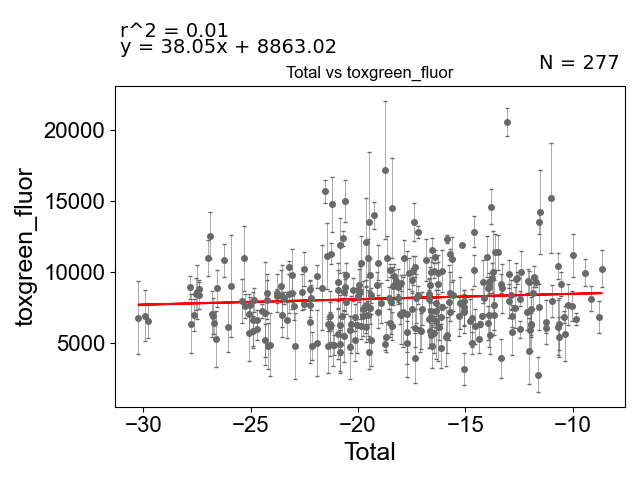 r^2 = 0.01
y = 38.05x + 8863.02
N = 277
Total vs toxgreen_fluor
20000
15000
10000
5000
toxgreen_fluor
−30
−25
−20
−15
−10
Total